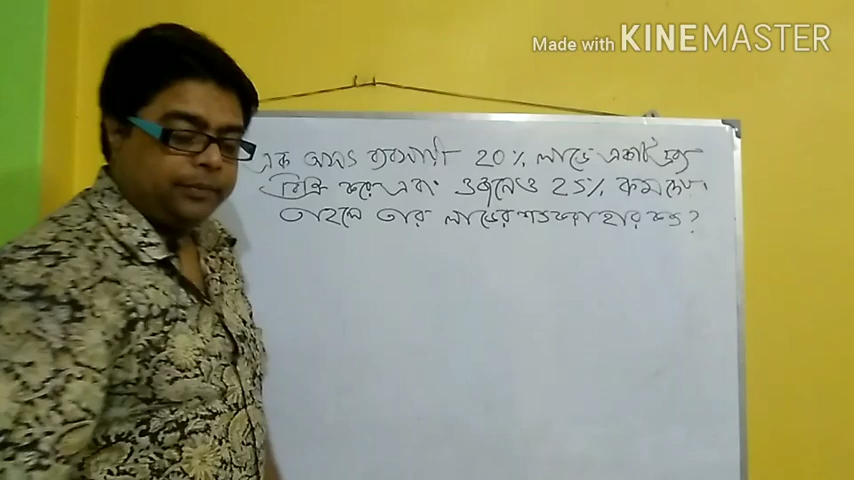 Made with KINEMASTER
এক অসৎ ব্যবসায়ী 20% লাভে একটি দ্রব্য
বিক্রি করে এবং ওজনেও 25% কম দেয়।
তাহলে তার লাভের শতকরা হার কত?